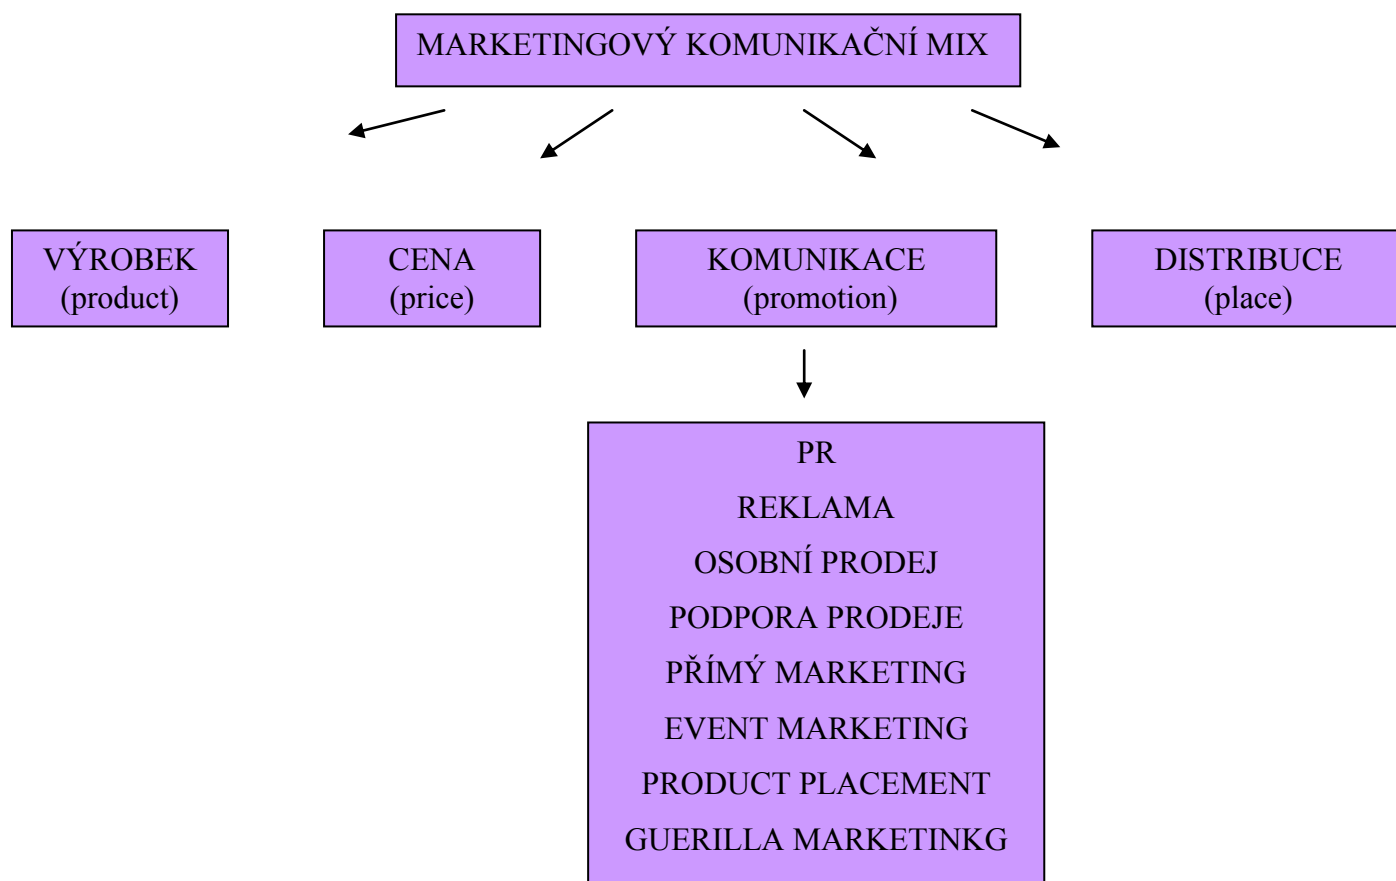 MARKETINGOVÝ KOMUNIKAČNÍ MIX
VÝROBEK
(product)
CENA
(price)
KOMUNIKACE
(promotion)
DISTRIBUCE
(place)
PR
REKLAMA
OSOBNÍ PRODEJ
PODPORA PRODEJE
PŘÍMÝ MARKETING
EVENT MARKETING
PRODUCT PLACEMENT
GUERILLA MARKETINKG